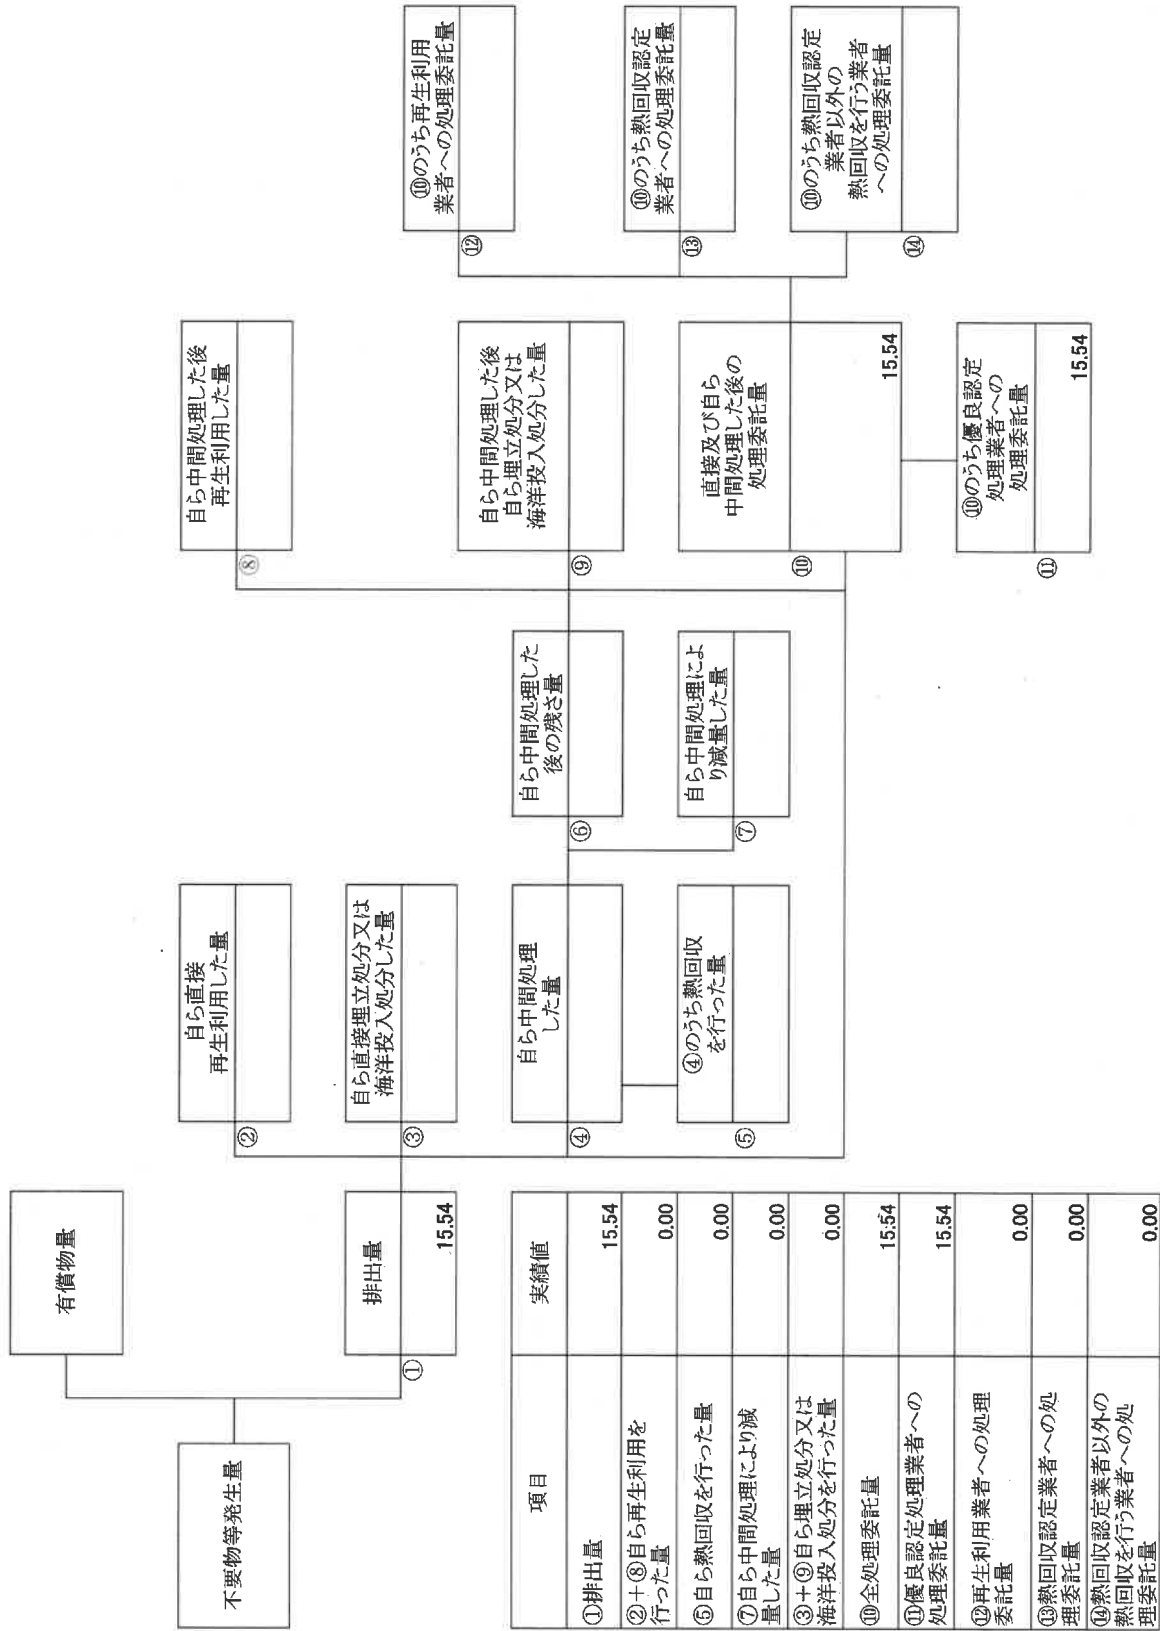 不要物等発生量
有償物量
排出量
①
15.54
自ら直接
再生利用した量
②
自ら直接埋立処分又は
海洋投入処分した量
③
自ら中間処理
した量
④
④のうち熱回収
を行った量
⑤
自ら中間処理した
後の残さ量
⑥
自ら中間処理によ
り減量した量
⑦
自ら中間処理した後
再生利用した量
⑧
自ら中間処理した後
自ら埋立処分又は
海洋投入処分した量
⑨
直接及び自ら
中間処理した後の
処理委託量
⑩
15.54
⑩のうち優良認定
処理業者への
処理委託量
⑪
15.54
⑩のうち再生利用
業者への処理委託量
⑫
⑩のうち熱回収認定
業者への処理委託量
⑬
⑩のうち熱回収認定
業者以外の
熱回収を行う業者
への処理委託量
⑭
項目 実績値
①排出量 15.54
②+⑧自ら再生利用を
行った量 0.00
⑤自ら熱回収を行った量 0.00
⑦自ら中間処理により減
量した量 0.00
③+⑨自ら埋立処分又は
海洋投入処分を行った量 0.00
⑩全処理委託量 15.54
⑪優良認定処理業者への
処理委託量 15.54
⑫再生利用業者への処理
委託量 0.00
⑬熱回収認定業者への処
理委託量 0.00
⑭熱回収認定業者以外の
熱回収を行う業者への処
理委託量 0.00